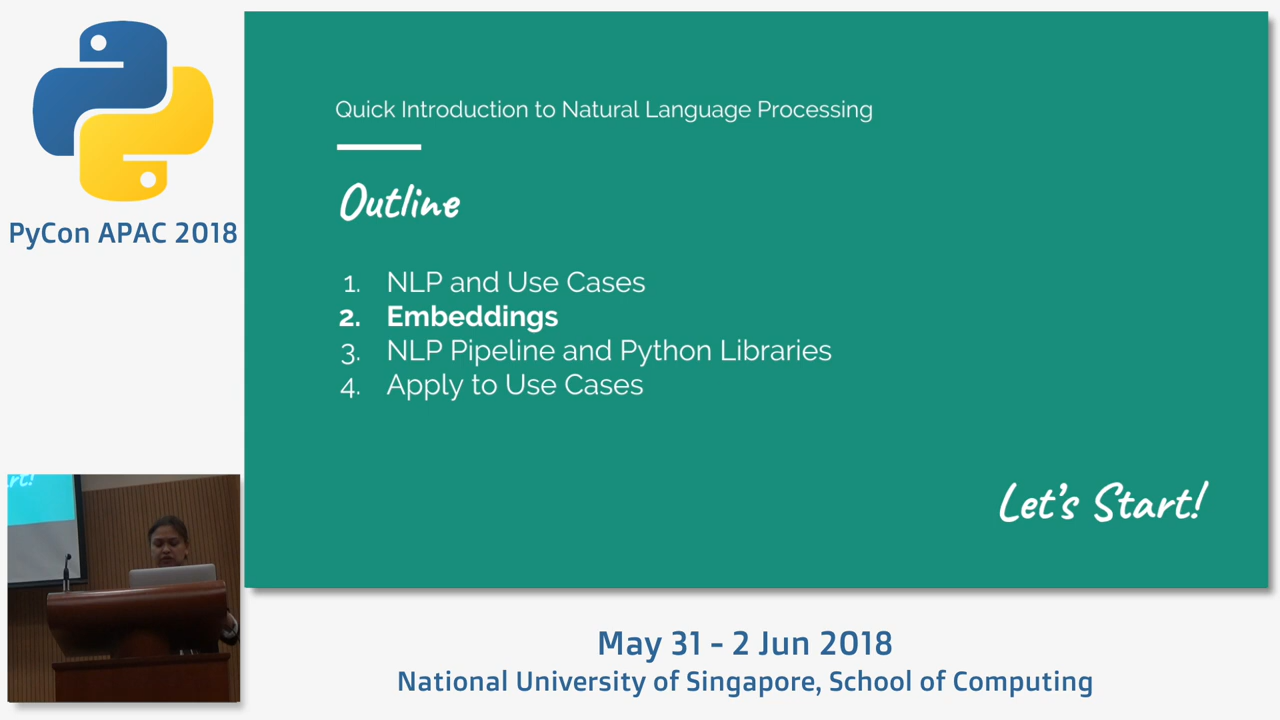 PyCon APAC 2018
Quick Introduction to Natural Language Processing
Outline
1. NLP and Use Cases
2. Embeddings
3. NLP Pipeline and Python Libraries
4. Apply to Use Cases
Let's Start!
rt!
May 31 - 2 Jun 2018
National University of Singapore, School of Computing